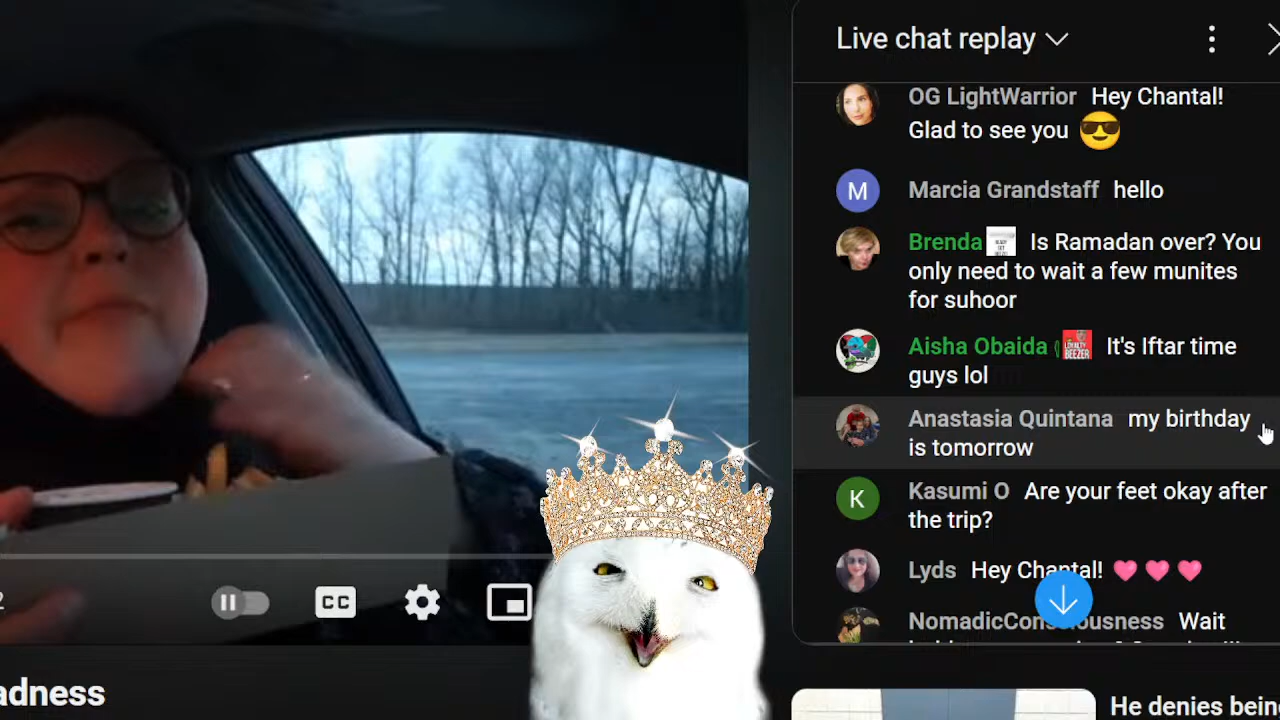 Live chat replay
OG LightWarrior Hey Chantal!
Glad to see you
M Marcia Grandstaff hello
Brenda Is Ramadan over? You
only need to wait a few munites
for suhoor
Aisha Obaida It's Iftar time
guys lol
Anastasia Quintana my birthday
is tomorrow
K Kasumi O Are your feet okay after
the trip?
Lyds Hey Chantal!
Wait
CC
adness
He denies being